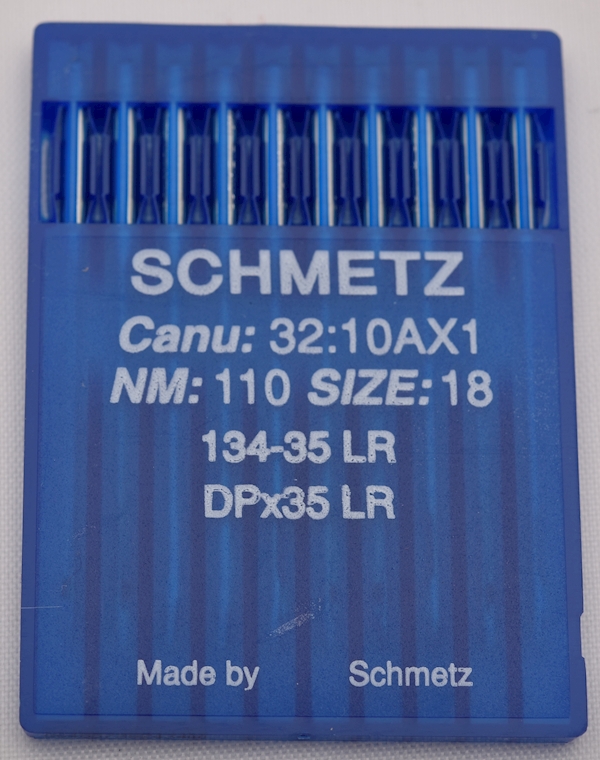 SCHMETZ
Canu: 32:10AX1
NM: 110 SIZE: 18
134-35 LR
DPx35 LR
Made by Schmetz